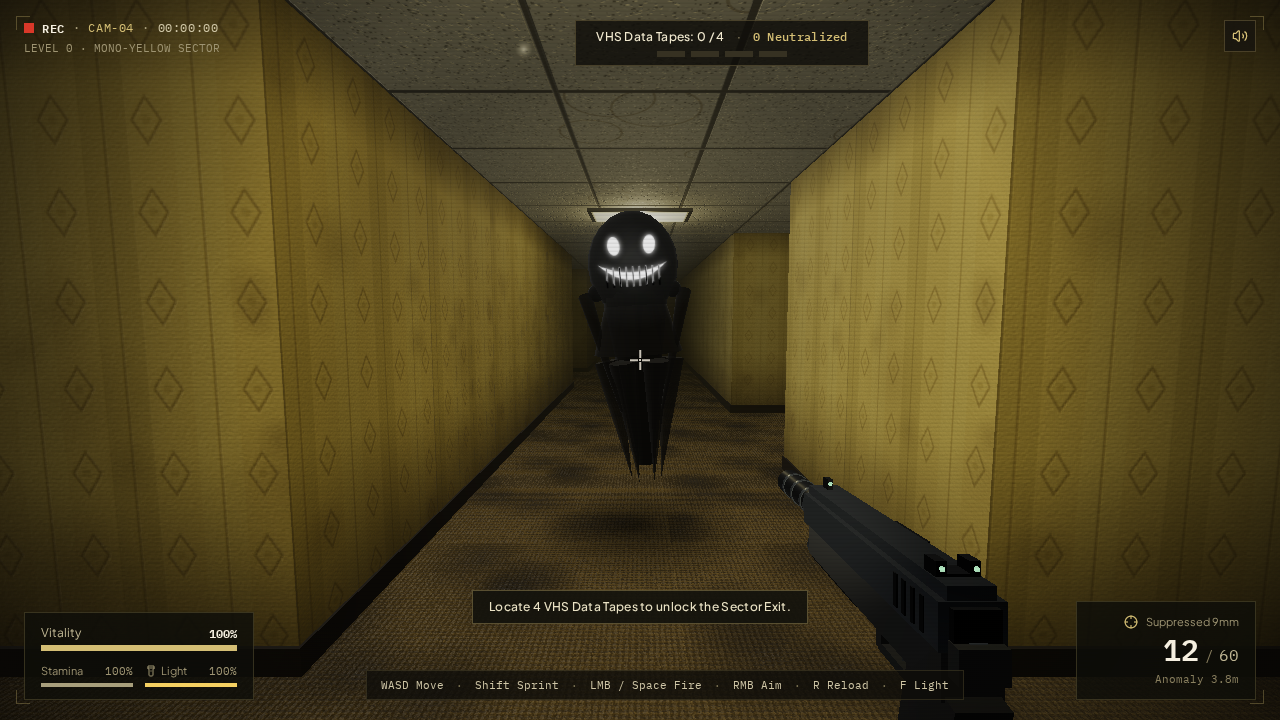 REC · CAM-04 · 00:00:00
LEVEL 0 · MONO-YELLOW SECTOR
VHS Data Tapes: 0 / 4 · 0 Neutralized
Locate 4 VHS Data Tapes to unlock the Sector Exit.
Vitality 100%
Stamina 100% Light 100%
WASD Move · Shift Sprint · LMB / Space Fire · RMB Aim · R Reload · F Light
Suppressed 9mm
12 / 60
Anomaly 3.8m